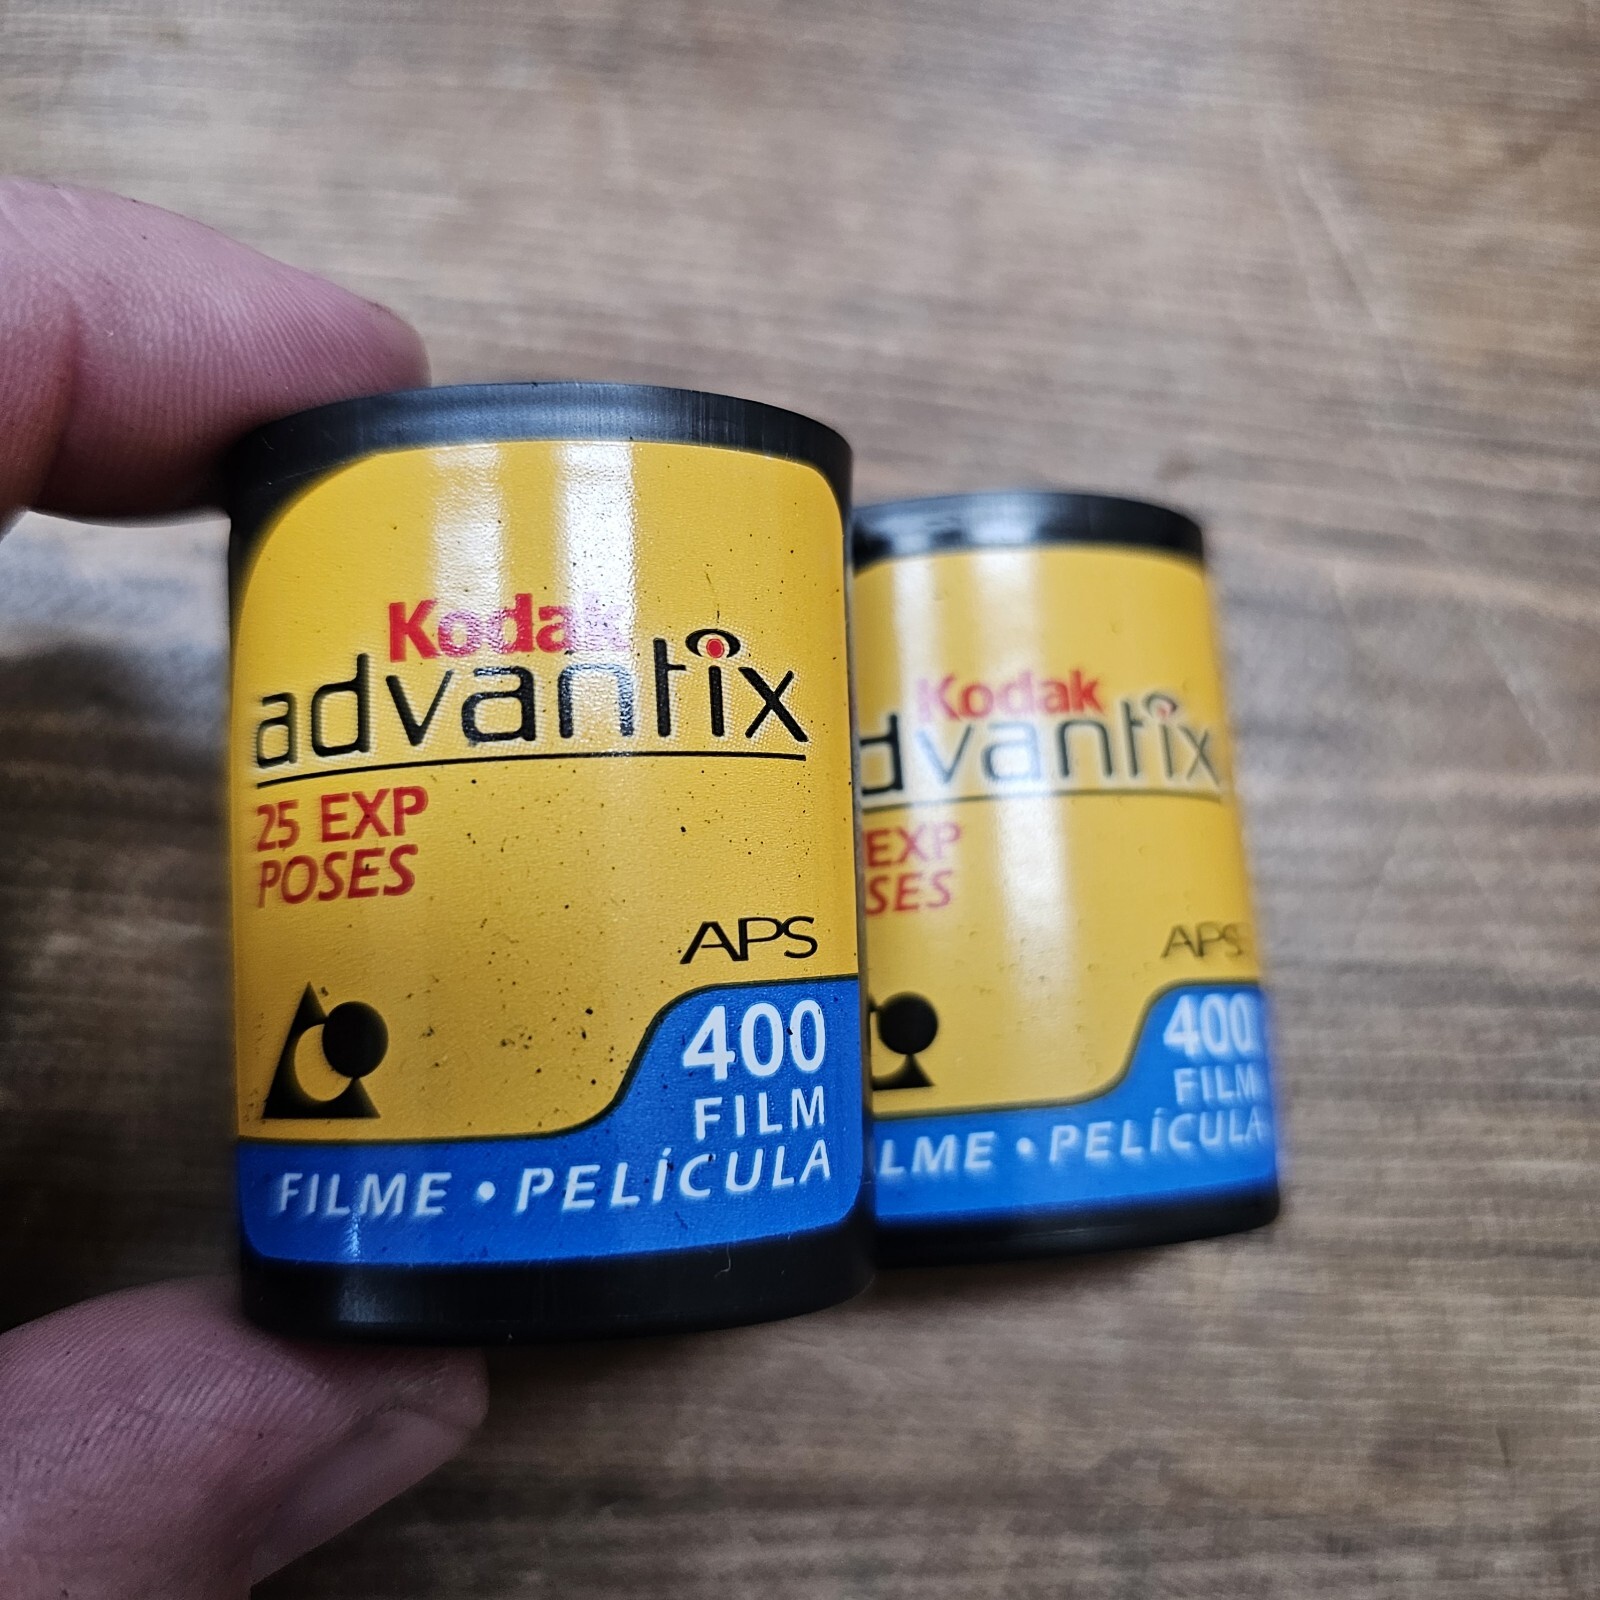 Kodak
advantix
25 EXP
POSES
APS
400
FILM
FILME • PELÍCULA
Kodak
dvantix
EXP
SES
APS
400
FILM
LME • PELÍCULA